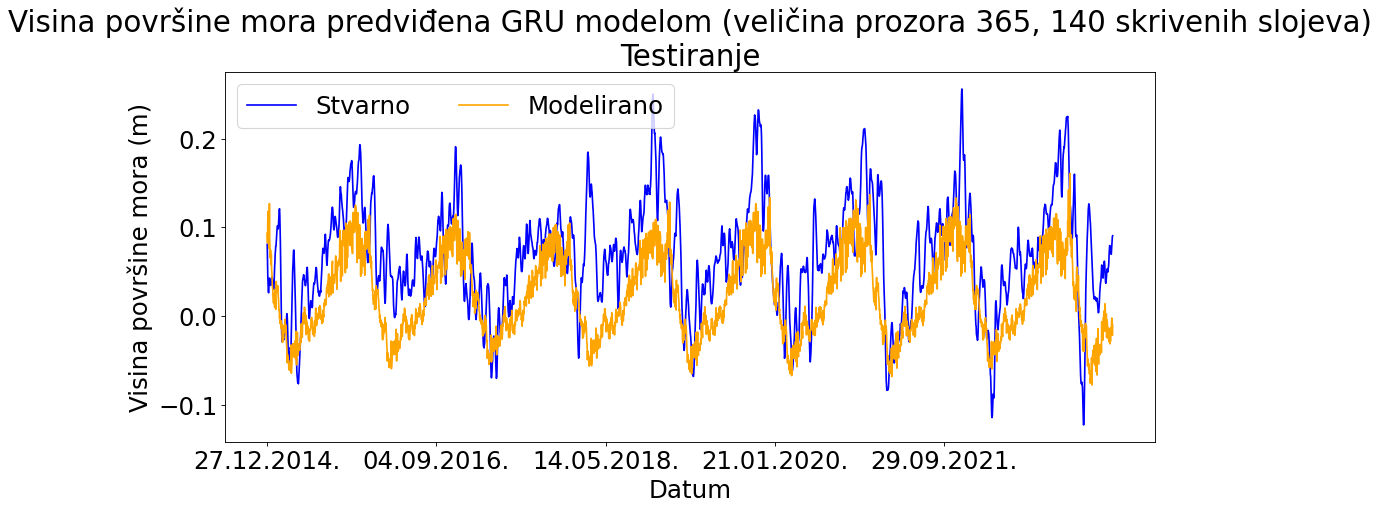 Visina površine mora predviđena GRU modelom (veličina prozora 365, 140 skrivenih slojeva)
Testiranje
Stvarno
Modelirano
Visina površine mora (m)
0.2
0.1
0.0
−0.1
27.12.2014.
04.09.2016.
14.05.2018.
21.01.2020.
29.09.2021.
Datum